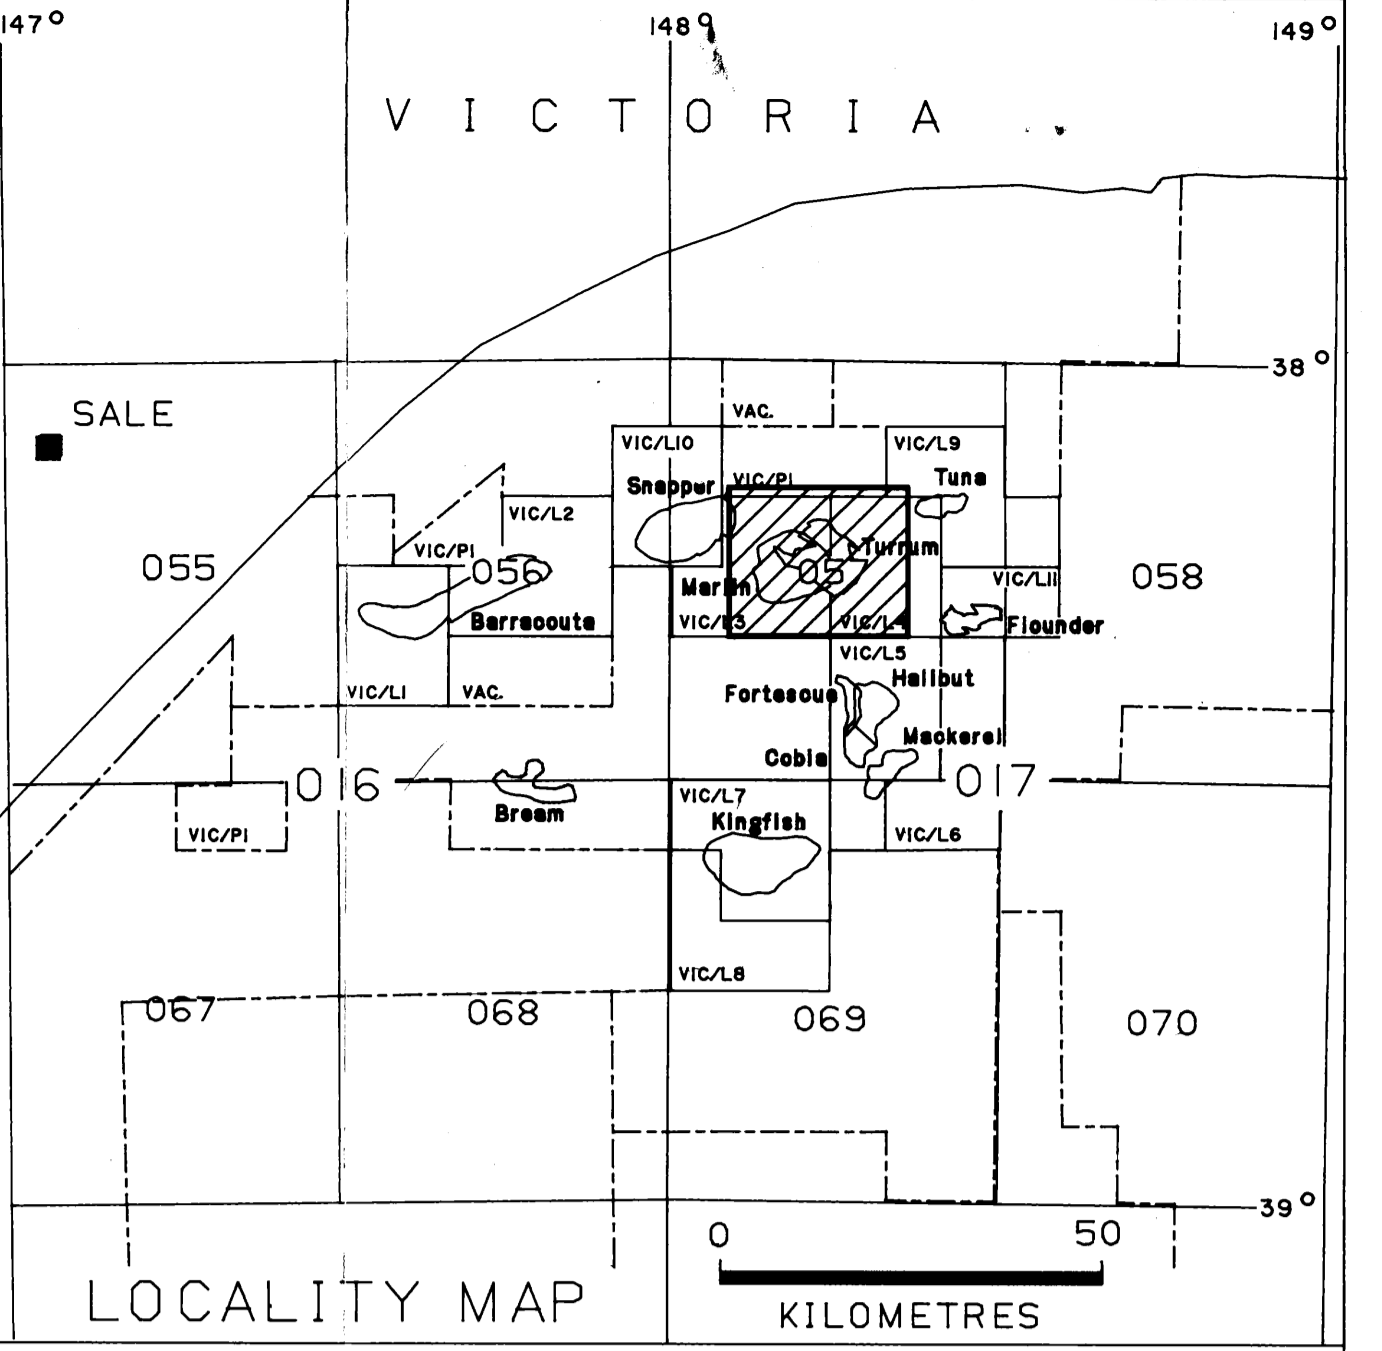 147° 148° 149°
VICTORIA
38°
SALE
VAC.
VIC/L10 VIC/L9
Snapper VIC/P1 Tuna
VIC/L2
055 VIC/P1 056 Turrum 058
05
Marlin VIC/L11
Barracouta VIC/L3 VIC/L4 Flounder
VIC/L5
VIC/L1 VAC. Fortescue Halibut
Cobia Mackerel
016 017
VIC/L7
Bream Kingfish
VIC/P1 VIC/L6
VIC/L8
067 068 069 070
39°
0 50
LOCALITY MAP KILOMETRES